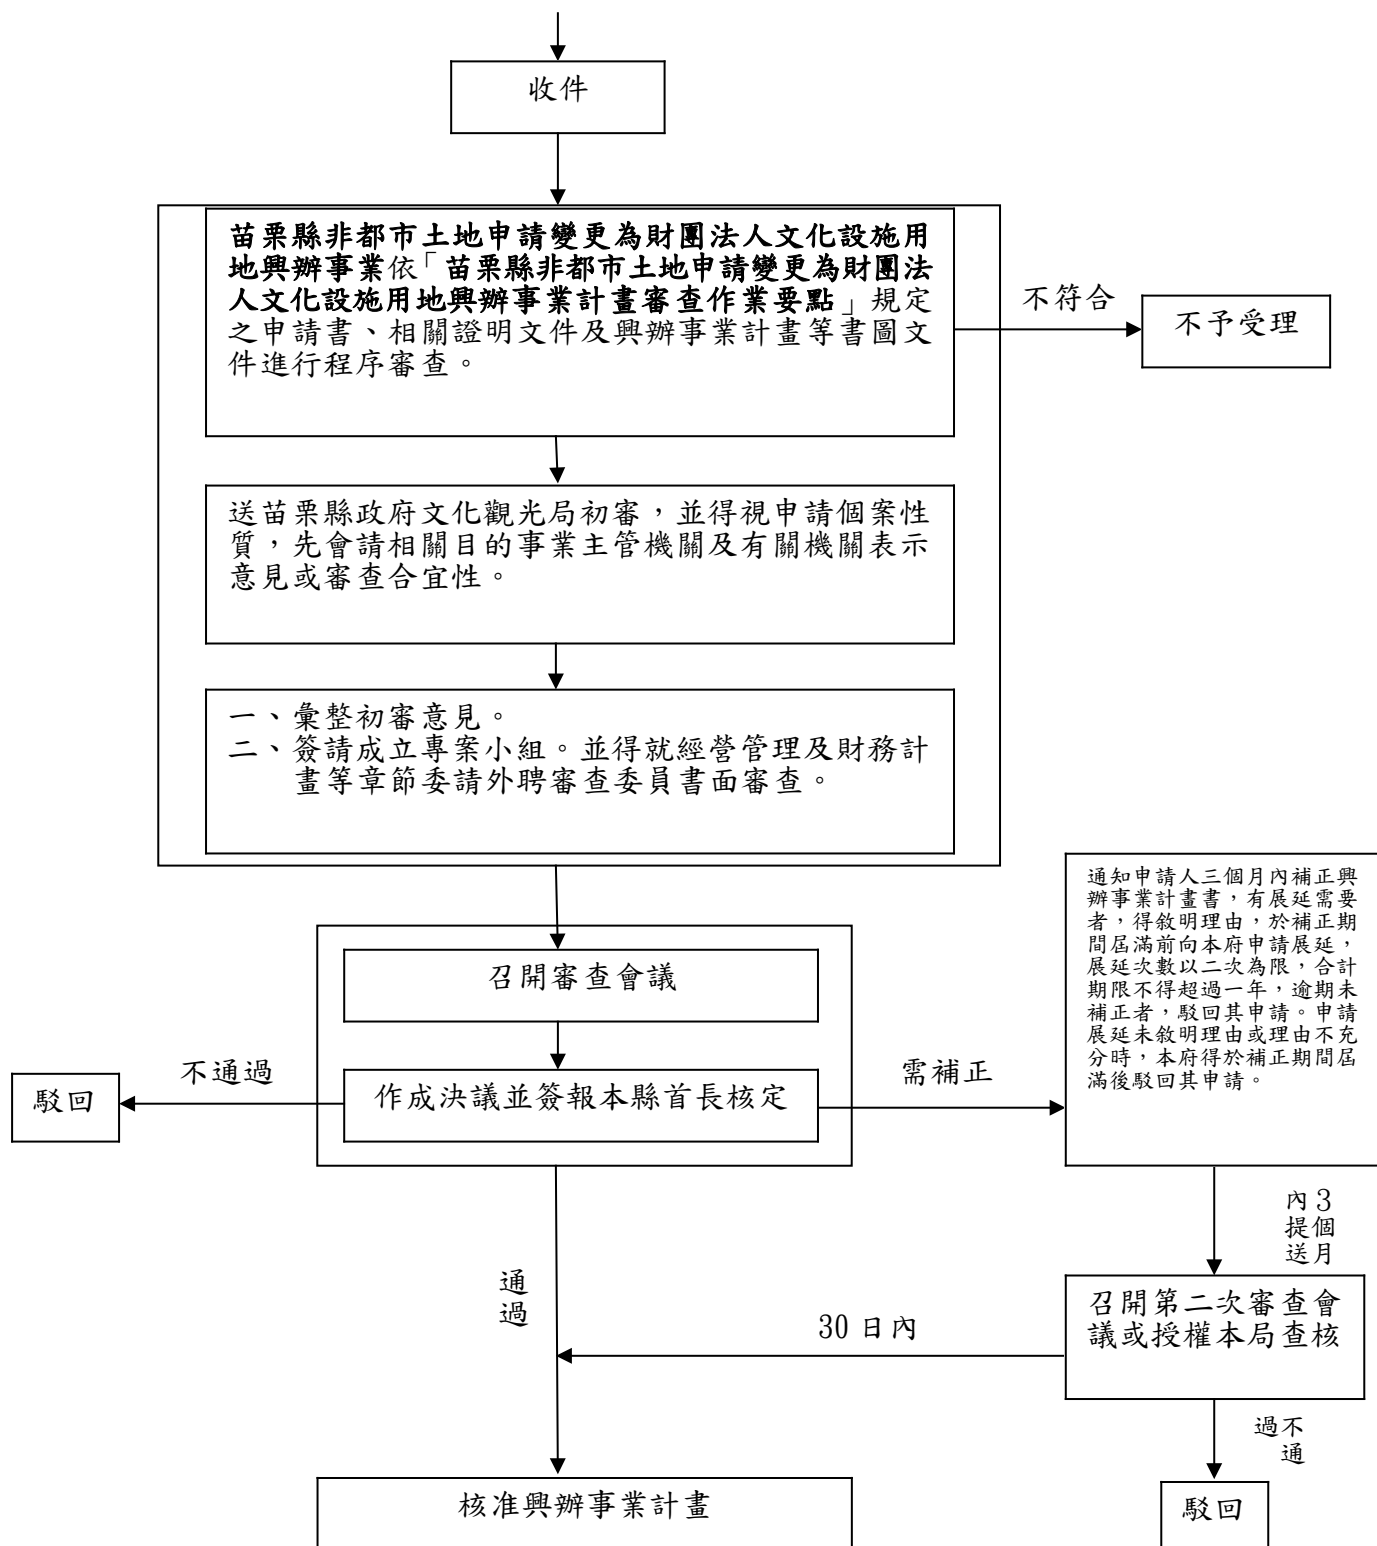 收件
苗栗縣非都市土地申請變更為財團法人文化設施用
地興辦事業依「苗栗縣非都市土地申請變更為財團法
人文化設施用地興辦事業計畫審查作業要點」規定
之申請書、相關證明文件及興辦事業計畫等書圖文
件進行程序審查。
不符合
不予受理
送苗栗縣政府文化觀光局初審，並得視申請個案性
質，先會請相關目的事業主管機關及有關機關表示
意見或審查合宜性。
一、彙整初審意見。
二、簽請成立專案小組。並得就經營管理及財務計
畫等章節委請外聘審查委員書面審查。
召開審查會議
作成決議並簽報本縣首長核定
不通過
駁回
需補正
通知申請人三個月內補正興
辦事業計畫書，有展延需要
者，得敘明理由，於補正期
間屆滿前向本府申請展延，
展延次數以二次為限，合計
期限不得超過一年，逾期未
補正者，駁回其申請。申請
展延未敘明理由或理由不充
分時，本府得於補正期間屆
滿後駁回其申請。
3個月
內提送
召開第二次審查會
議或授權本局查核
30日內
通過
不通
過
核准興辦事業計畫
駁回